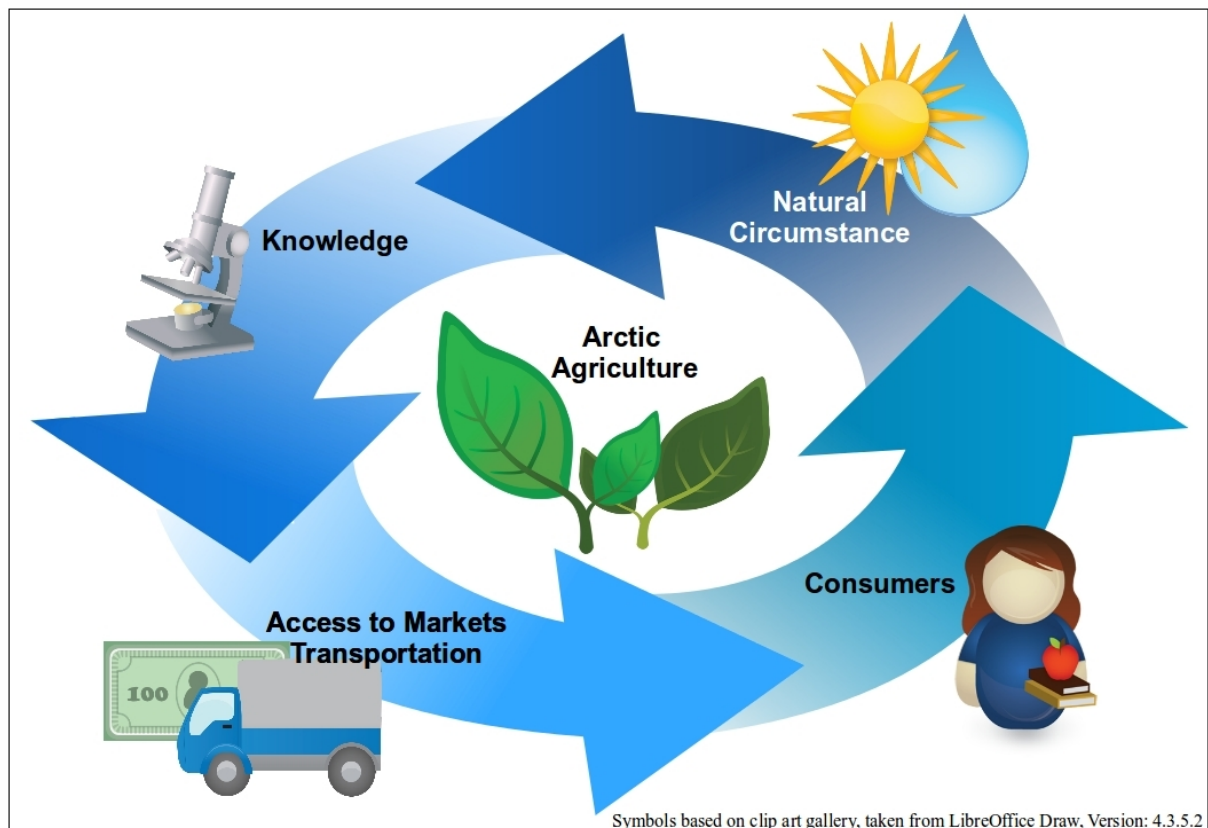 Natural
Circumstance
Knowledge
Arctic
Agriculture
Consumers
Access to Markets
Transportation
100
Symbols based on clip art gallery, taken from LibreOffice Draw, Version: 4.3.5.2